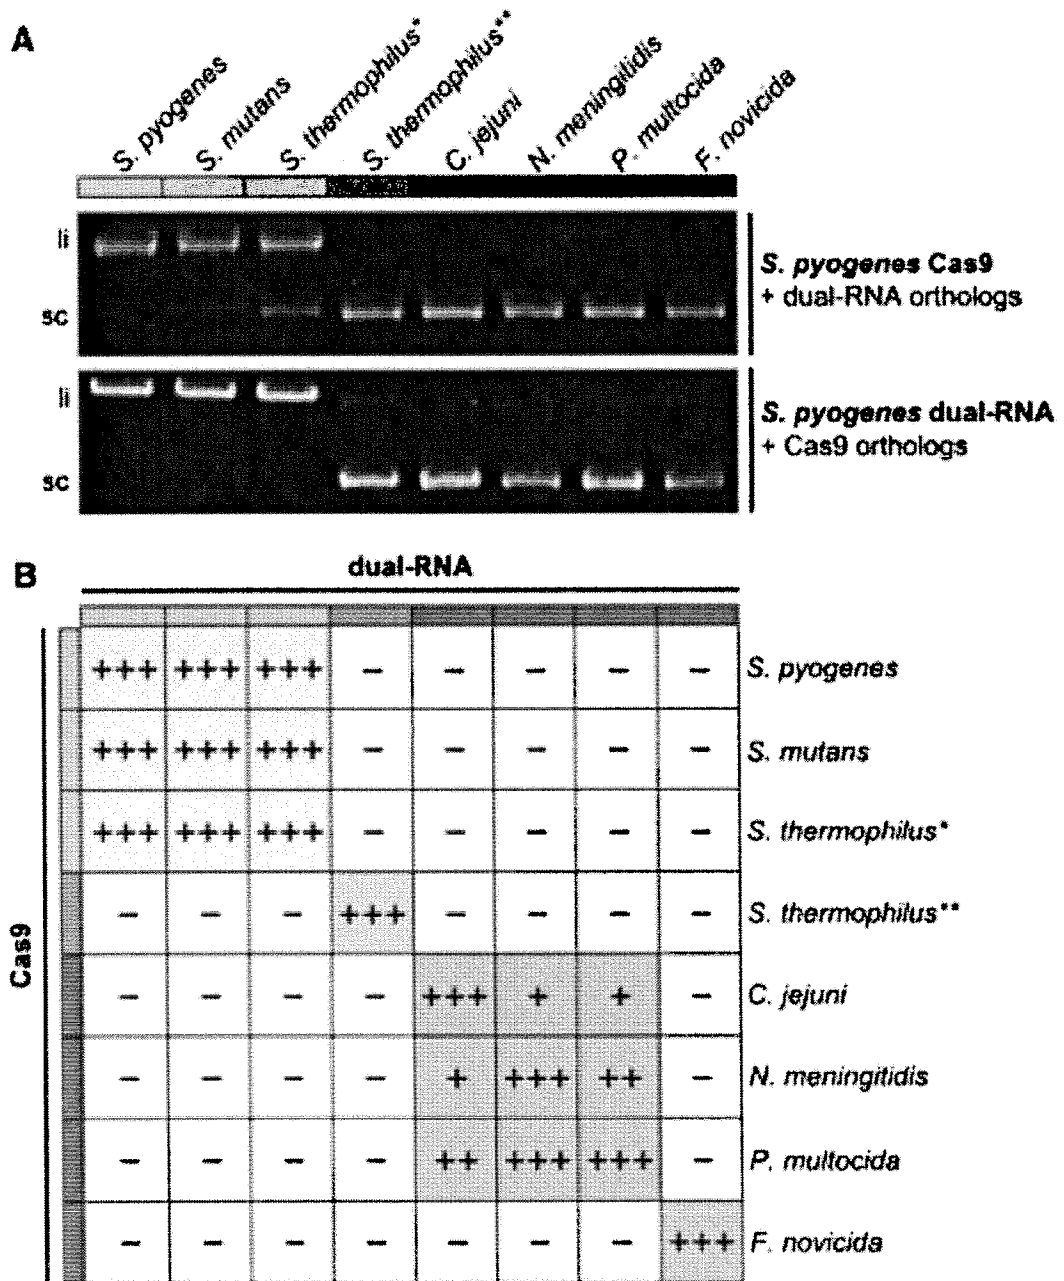 A
S. pyogenes
S. mutans
S. thermophilus*
S. thermophilus**
C. jejuni
N. meningitidis
P. multocida
F. novicida
li
sc
S. pyogenes Cas9
+ dual-RNA orthologs
li
sc
S. pyogenes dual-RNA
+ Cas9 orthologs
B
dual-RNA
Cas9
+++ +++ +++ – – – – – S. pyogenes
+++ +++ +++ – – – – – S. mutans
+++ +++ +++ – – – – – S. thermophilus*
– – – +++ – – – – S. thermophilus**
– – – – +++ + + – C. jejuni
– – – – + +++ ++ – N. meningitidis
– – – – ++ +++ +++ – P. multocida
– – – – – – – +++ F. novicida